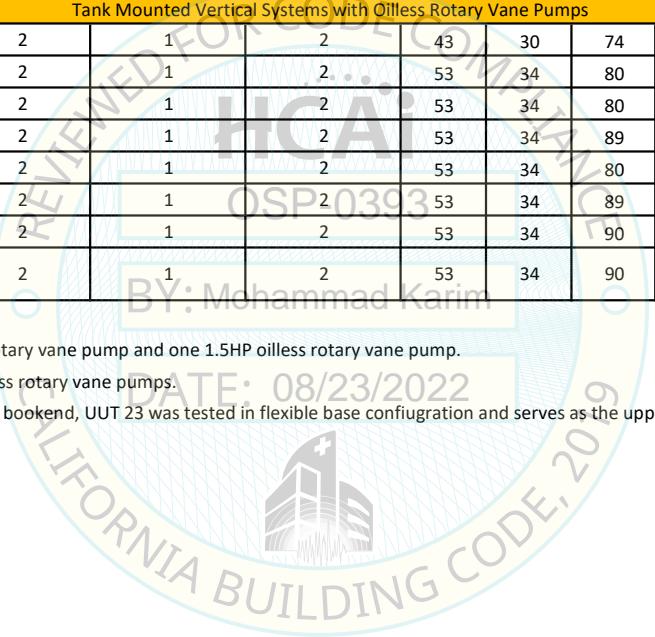 Tank Mounted Vertical Systems with Oilless Rotary Vane Pumps
2 1 2 43 30 74
2 1 2 53 34 80
2 1 2 53 34 80
2 1 2 53 34 89
2 1 2 53 34 80
2 1 2 53 34 89
2 1 2 53 34 90
2 1 2 53 34 90
tary vane pump and one 1.5HP oilless rotary vane pump.
ss rotary vane pumps.
bookend, UUT 23 was tested in flexible base confiugration and serves as the upp
REVIEWED FOR CODE COMPLIANCE
HCAi
OSP-0393
BY: Mohammad Karim
DATE: 08/23/2022
CALIFORNIA BUILDING CODE, 2019